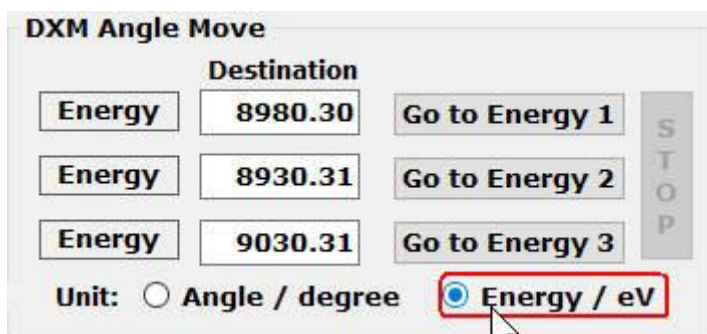 DXM Angle Move
Destination
Energy 8980.30 Go to Energy 1
Energy 8930.31 Go to Energy 2
Energy 9030.31 Go to Energy 3
STOP
Unit: Angle / degree Energy / eV